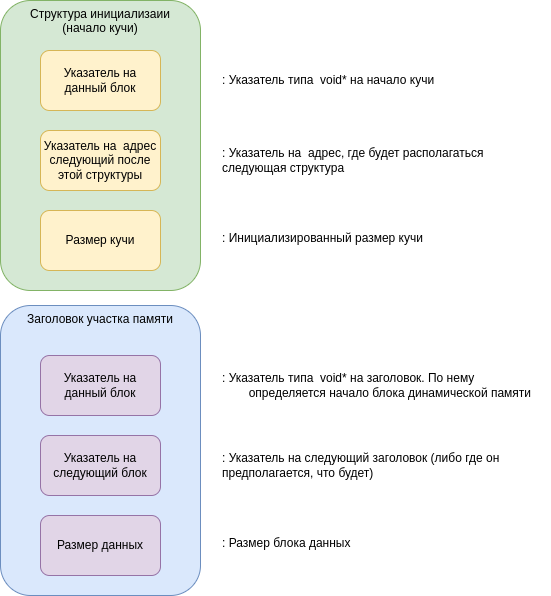 Структура инициализаии
(начало кучи)
Указатель на
данный блок
: Указатель типа void* на начало кучи
Указатель на адрес
следующий после
этой структуры
: Указатель на адрес, где будет располагаться
следующая структура
Размер кучи
: Инициализированный размер кучи
Заголовок участка памяти
Указатель на
данный блок
: Указатель типа void* на заголовок. По нему
определяется начало блока динамической памяти
Указатель на
следующий блок
: Указатель на следующий заголовок (либо где он
предполагается, что будет)
Размер данных
: Размер блока данных